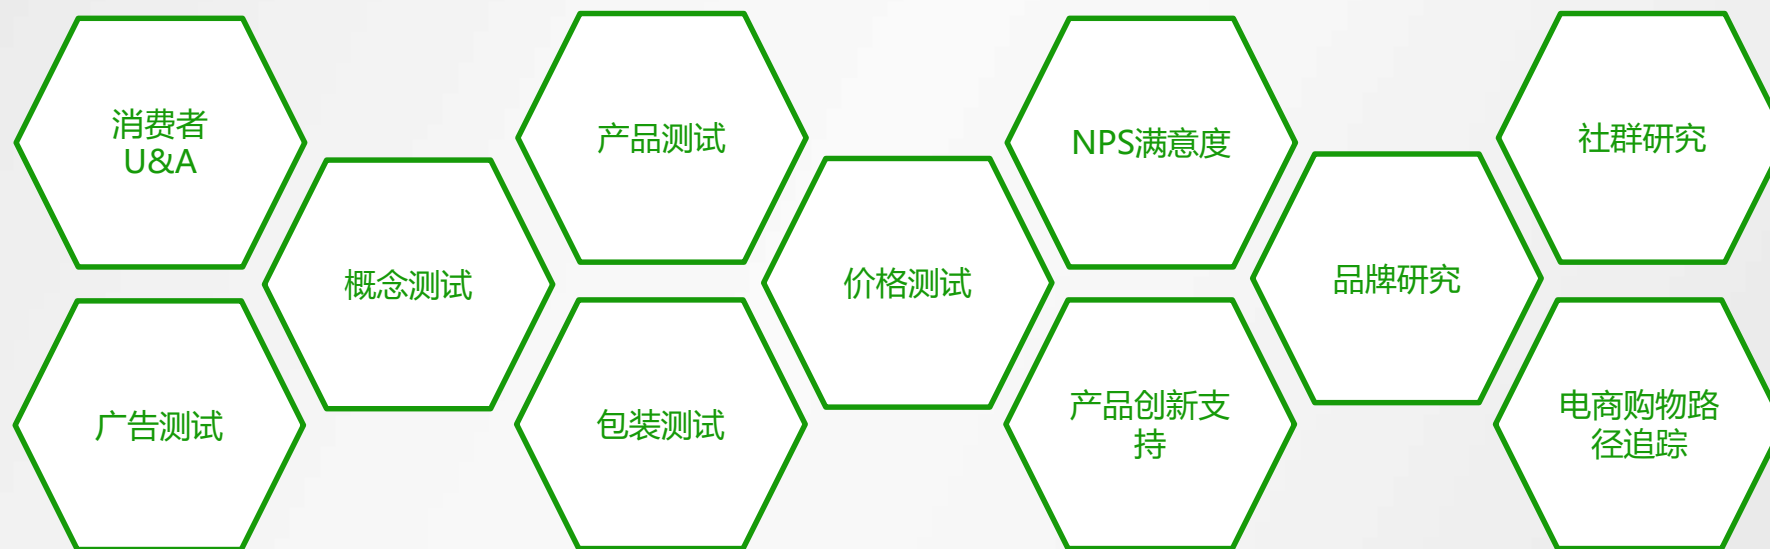 消费者
U&A
产品测试
NPS满意度
社群研究
概念测试
价格测试
品牌研究
广告测试
包装测试
产品创新支
持
电商购物路
径追踪